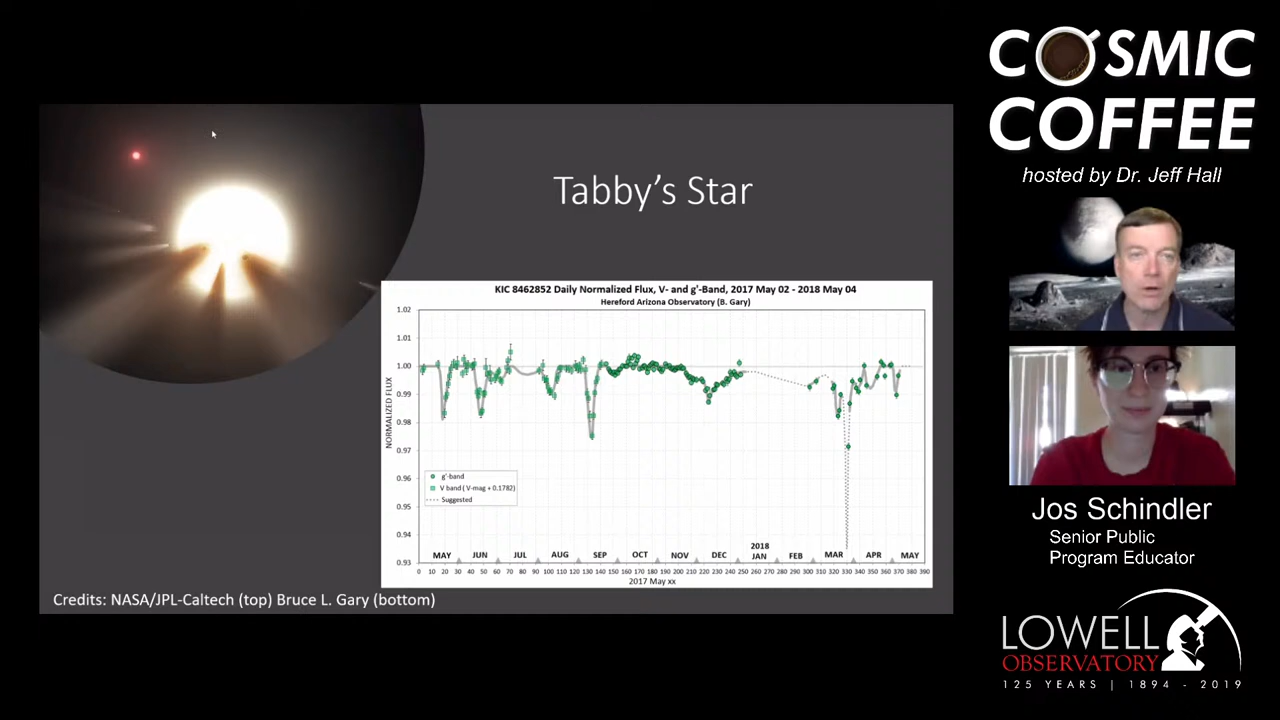 COSMIC
COFFEE
hosted by Dr. Jeff Hall
Tabby's Star
KIC 8462852 Daily Normalized Flux, V- and g'-Band, 2017 May 02 - 2018 May 04
Hereford Arizona Observatory (B. Gary)
1.02
1.01
1.00
0.99
0.98
0.97
0.96
0.95
0.94
0.93
NORMALIZED FLUX
g'-band
V band ( V-mag + 0.1782)
Suggested
MAY JUN JUL AUG SEP OCT NOV DEC 2018 JAN FEB MAR APR MAY
0 10 20 30 40 50 60 70 80 90 100 110 120 130 140 150 160 170 180 190 200 210 220 230 240 250 260 270 280 290 300 310 320 330 340 350 360 370 380 390
2017 May xx
Credits: NASA/JPL-Caltech (top) Bruce L. Gary (bottom)
Jos Schindler
Senior Public
Program Educator
LOWELL
OBSERVATORY
125 YEARS | 1894 - 2019